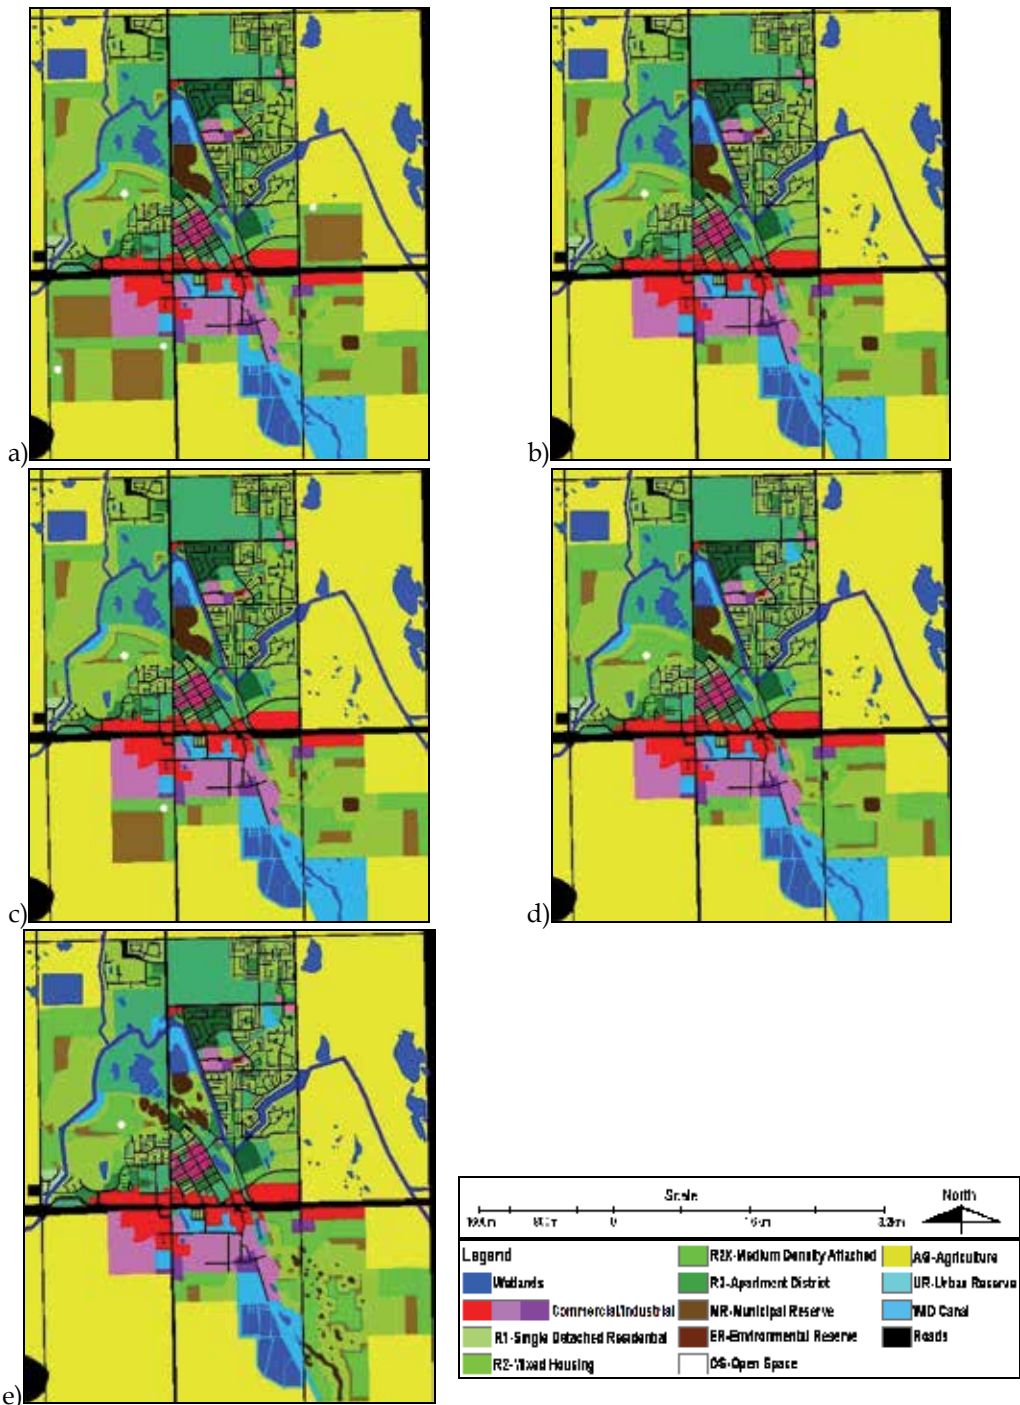 a)
b)
c)
d)
e)
Scale
North
0
Legend
Wetlands
Commercial/Industrial
R1-Single Detached Residential
R2-Mixed Housing
R2X-Medium Density Attached
R3-Apartment District
MR-Municipal Reserve
ER-Environmental Reserve
OS-Open Space
AG-Agriculture
UR-Urban Reserve
WID Canal
Roads